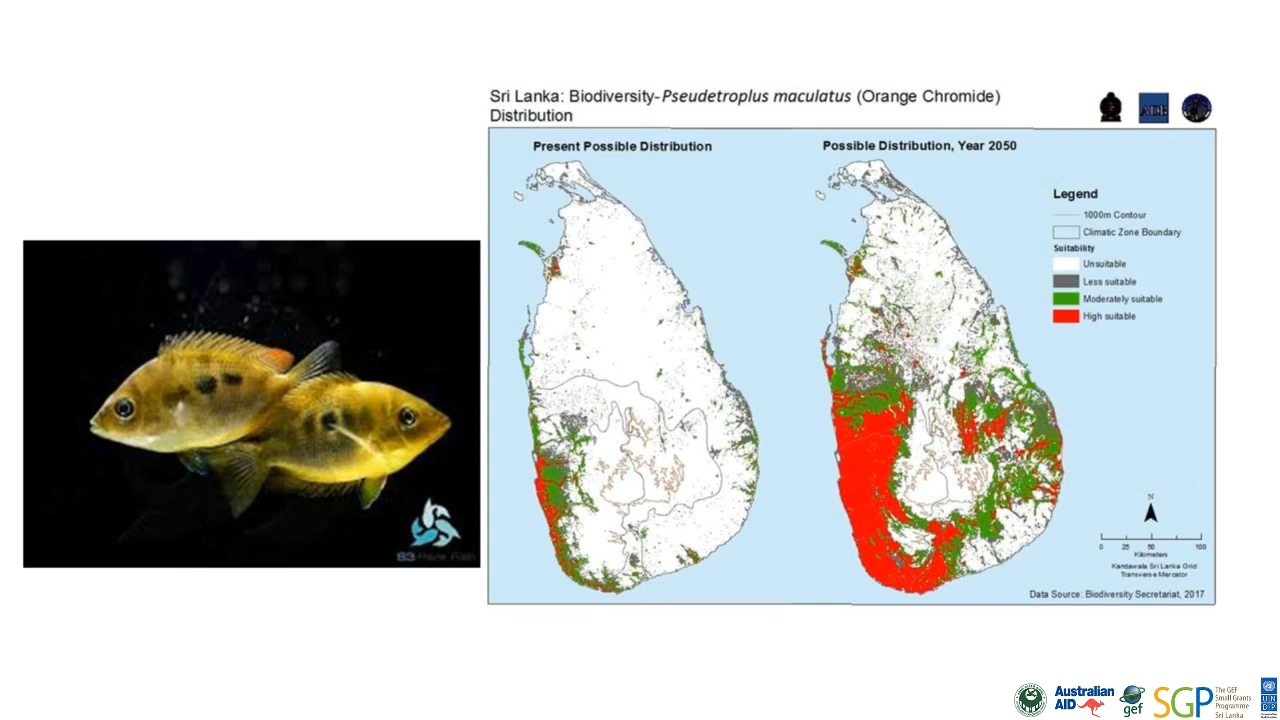 Sri Lanka: Biodiversity-Pseudetroplus maculatus (Orange Chromide)
Distribution
ADB
Present Possible Distribution
Possible Distribution, Year 2050
Legend
1000m Contour
Climatic Zone Boundary
Suitability
Unsuitable
Less suitable
Moderately suitable
High suitable
N
0 25 50 100
Kilometers
Kandawala Sri Lanka Grid
Transverse Mercator
Data Source: Biodiversity Secretariat, 2017
S3 Rare Fish
Australian
AID
gef
SGP
The GEF
Small Grants
Programme
Sri Lanka
U N
D P